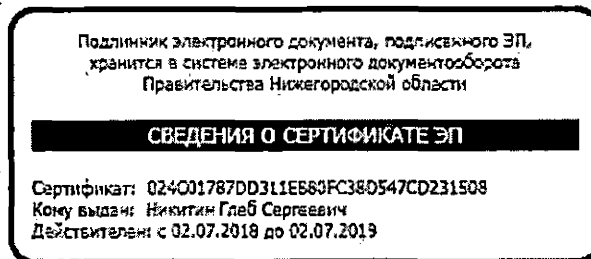 Подлинник электронного документа, подписанного ЭП,
хранится в системе электронного документооборота
Правительства Нижегородской области
СВЕДЕНИЯ О СЕРТИФИКАТЕ ЭП
Сертификат: 024C01787DD311E680FC38D547CD231508
Кому выдан: Никитин Глеб Сергеевич
Действителен: с 02.07.2018 до 02.07.2019